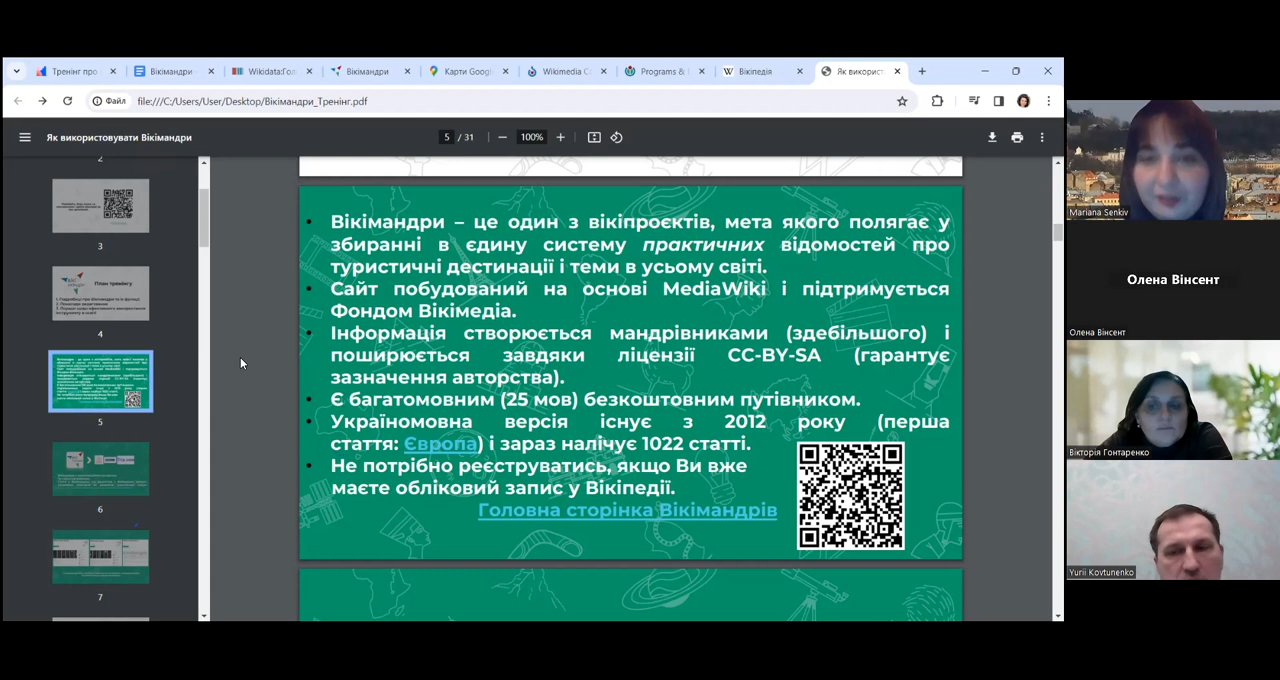 Тренінг про
Вікімандри
Wikidata:Гол
Вікімандри
Карти Googl
Wikimedia C
Programs &
Вікіпедія
Як використ
Файл
file:///C:/Users/User/Desktop/Вікімандри_Тренінг.pdf
Як використовувати Вікімандри
5 / 31
100%
2
3
План тренінгу
4
5
6
7
Вікімандри – це один з вікіпроєктів, мета якого полягає у
збиранні в єдину систему практичних відомостей про
туристичні дестинації і теми в усьому світі.
Сайт побудований на основі MediaWiki і підтримується
Фондом Вікімедіа.
Інформація створюється мандрівниками (здебільшого) і
поширюється завдяки ліцензії CC-BY-SA (гарантує
зазначення авторства).
Є багатомовним (25 мов) безкоштовним путівником.
Україномовна версія існує з 2012 року (перша
стаття: Європа) і зараз налічує 1022 статті.
Не потрібно реєструватись, якщо Ви вже
маєте обліковий запис у Вікіпедії.
Головна сторінка Вікімандрів
Mariana Senkiv
Олена Вінсент
Олена Вінсент
Вікторія Гонтаренко
Yurii Kovtunenko